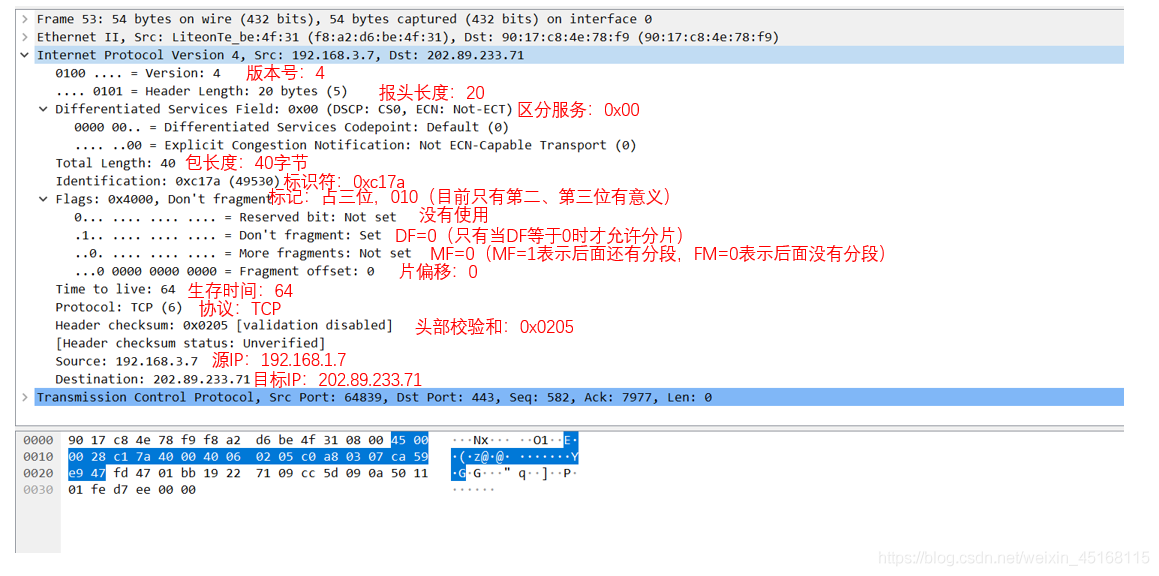 Frame 53: 54 bytes on wire (432 bits), 54 bytes captured (432 bits) on interface 0
Ethernet II, Src: LiteonTe_be:4f:31 (f8:a2:d6:be:4f:31), Dst: 90:17:c8:4e:78:f9 (90:17:c8:4e:78:f9)
Internet Protocol Version 4, Src: 192.168.3.7, Dst: 202.89.233.71
0100 .... = Version: 4 版本号：4
.... 0101 = Header Length: 20 bytes (5) 报头长度：20
Differentiated Services Field: 0x00 (DSCP: CS0, ECN: Not-ECT) 区分服务：0x00
0000 00.. = Differentiated Services Codepoint: Default (0)
.... ..00 = Explicit Congestion Notification: Not ECN-Capable Transport (0)
Total Length: 40 包长度：40字节
Identification: 0xc17a (49530) 标识符：0xc17a
Flags: 0x4000, Don't fragment 标记：占三位，010（目前只有第二、第三位有意义）
0... .... .... .... = Reserved bit: Not set 没有使用
.1.. .... .... .... = Don't fragment: Set DF=0（只有当DF等于0时才允许分片）
..0. .... .... .... = More fragments: Not set MF=0（MF=1表示后面还有分段，FM=0表示后面没有分段）
...0 0000 0000 0000 = Fragment offset: 0 片偏移：0
Time to live: 64 生存时间：64
Protocol: TCP (6) 协议：TCP
Header checksum: 0x0205 [validation disabled] 头部校验和：0x0205
[Header checksum status: Unverified]
Source: 192.168.3.7 源IP：192.168.1.7
Destination: 202.89.233.71 目标IP：202.89.233.71
Transmission Control Protocol, Src Port: 64839, Dst Port: 443, Seq: 582, Ack: 7977, Len: 0
0000 90 17 c8 4e 78 f9 f8 a2 d6 be 4f 31 08 00 45 00 ···Nx··· ··O1··E·
0010 00 28 c1 7a 40 00 40 06 02 05 c0 a8 03 07 ca 59 ·(·z@·@· ·······Y
0020 e9 47 fd 47 01 bb 19 22 71 09 cc 5d 09 0a 50 11 ·G·G···" q··]··P·
0030 01 fe d7 ee 00 00 ······
https://blog.csdn.net/weixin_45168115